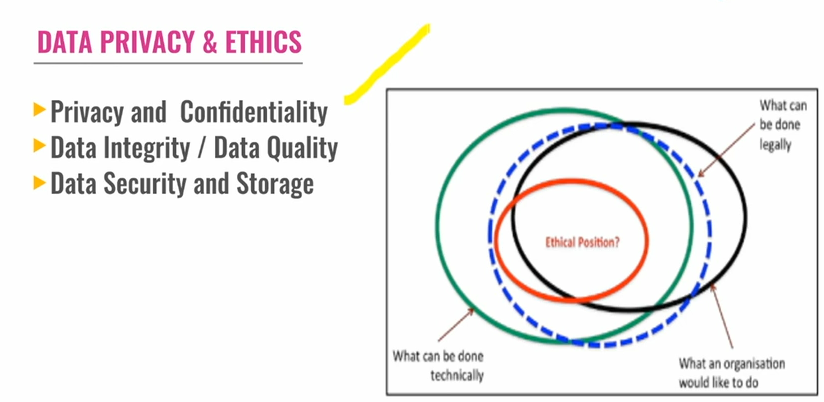 DATA PRIVACY & ETHICS
Privacy and Confidentiality
Data Integrity / Data Quality
Data Security and Storage
What can
be done
legally
Ethical Position?
What can be done
technically
What an organisation
would like to do